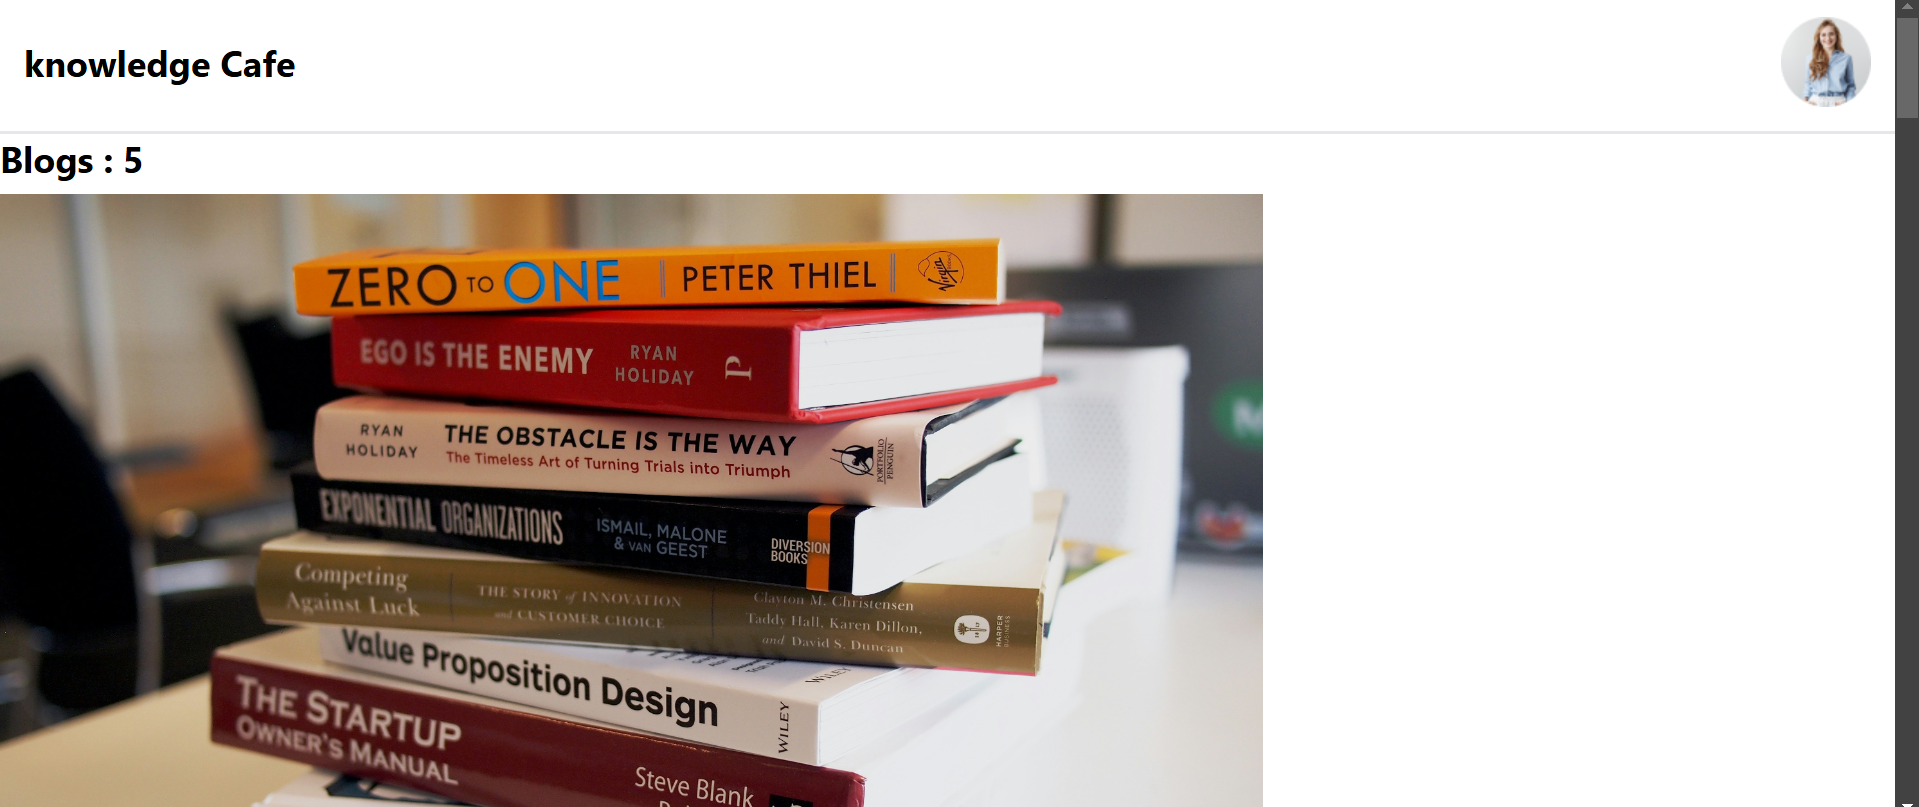 knowledge Cafe
Blogs : 5
ZERO TO ONE PETER THIEL Virgin
EGO IS THE ENEMY RYAN HOLIDAY P
RYAN HOLIDAY THE OBSTACLE IS THE WAY
The Timeless Art of Turning Trials into Triumph
PORTFOLIO PENGUIN
EXPONENTIAL ORGANIZATIONS ISMAIL, MALONE & VAN GEEST
DIVERSION BOOKS
Competing Against Luck
THE STORY of INNOVATION and CUSTOMER CHOICE
Clayton M. Christensen
Taddy Hall, Karen Dillon,
and David S. Duncan
HARPER BUSINESS
Value Proposition Design WILEY
WILEY
THE STARTUP
OWNER'S MANUAL
Steve Blank